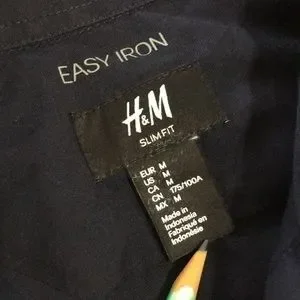 EASY IRON
H&M
SLIM FIT
EUR M
US M
CA M
CN 175/100A
MX M
Made in
Indonesia
Fabriqué en
Indonésie